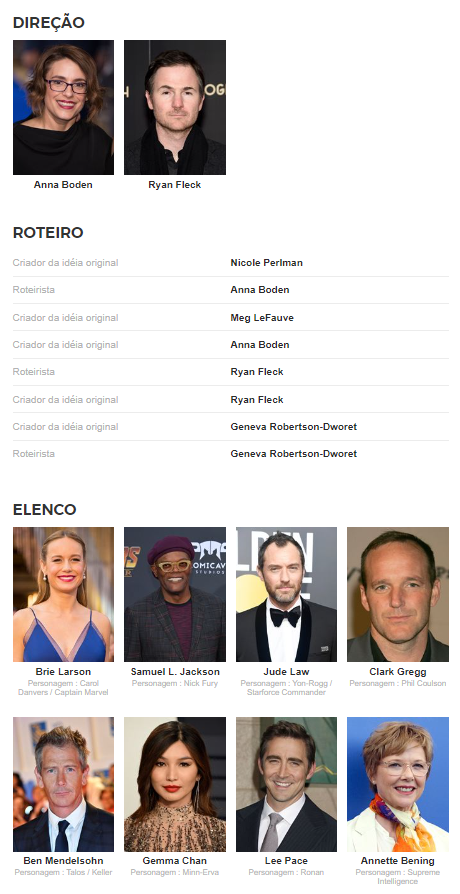 DIREÇÃO
Anna Boden
Ryan Fleck
ROTEIRO
Criador da idéia original Nicole Perlman
Roteirista Anna Boden
Criador da idéia original Meg LeFauve
Criador da idéia original Anna Boden
Roteirista Ryan Fleck
Criador da idéia original Ryan Fleck
Criador da idéia original Geneva Robertson-Dworet
Roteirista Geneva Robertson-Dworet
ELENCO
OMICAVE
STUDIOS
Brie Larson
Personagem : Carol
Danvers / Captain Marvel
Samuel L. Jackson
Personagem : Nick Fury
Jude Law
Personagem : Yon-Rogg /
Starforce Commander
Clark Gregg
Personagem : Phil Coulson
Ben Mendelsohn
Personagem : Talos / Keller
Gemma Chan
Personagem : Minn-Erva
Lee Pace
Personagem : Ronan
Annette Bening
Personagem : Supreme
Intelligence